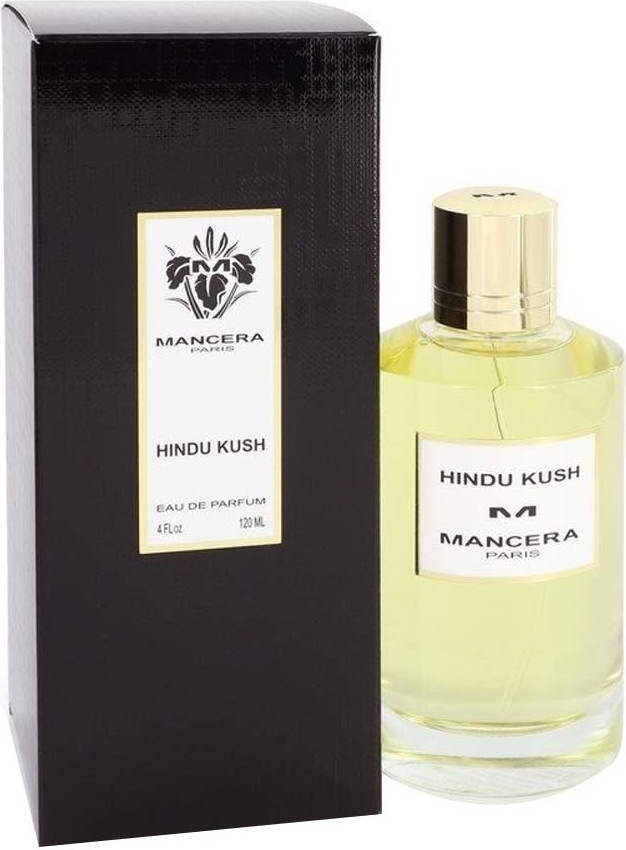 M
MANCERA
PARIS
HINDU KUSH
EAU DE PARFUM
4 FL oz 120 ML
M
HINDU KUSH
M
MANCERA
PARIS